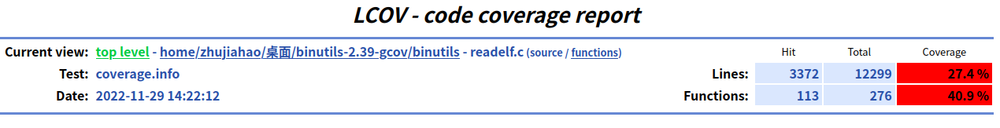 LCOV - code coverage report
Current view: top level - home/zhujiahao/桌面/binutils-2.39-gcov/binutils - readelf.c (source / functions) Hit Total Coverage
Test: coverage.info Lines: 3372 12299 27.4 %
Date: 2022-11-29 14:22:12 Functions: 113 276 40.9 %